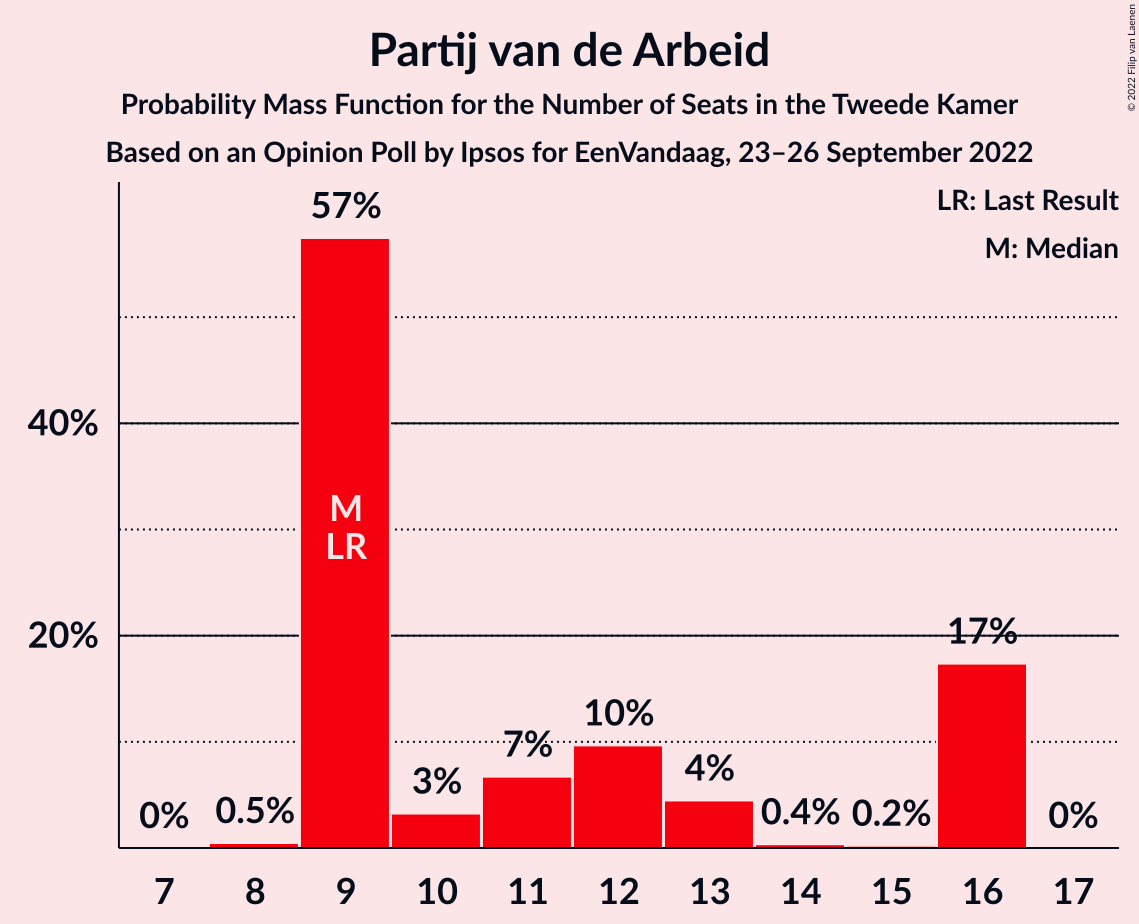 Partij van de Arbeid
Probability Mass Function for the Number of Seats in the Tweede Kamer
Based on an Opinion Poll by Ipsos for EenVandaag, 23–26 September 2022
© 2022 Filip van Laenen
LR: Last Result
M: Median
40%
20%
0%
0.5%
57%
M
LR
3%
7%
10%
4%
0.4%
0.2%
17%
0%
7 8 9 10 11 12 13 14 15 16 17